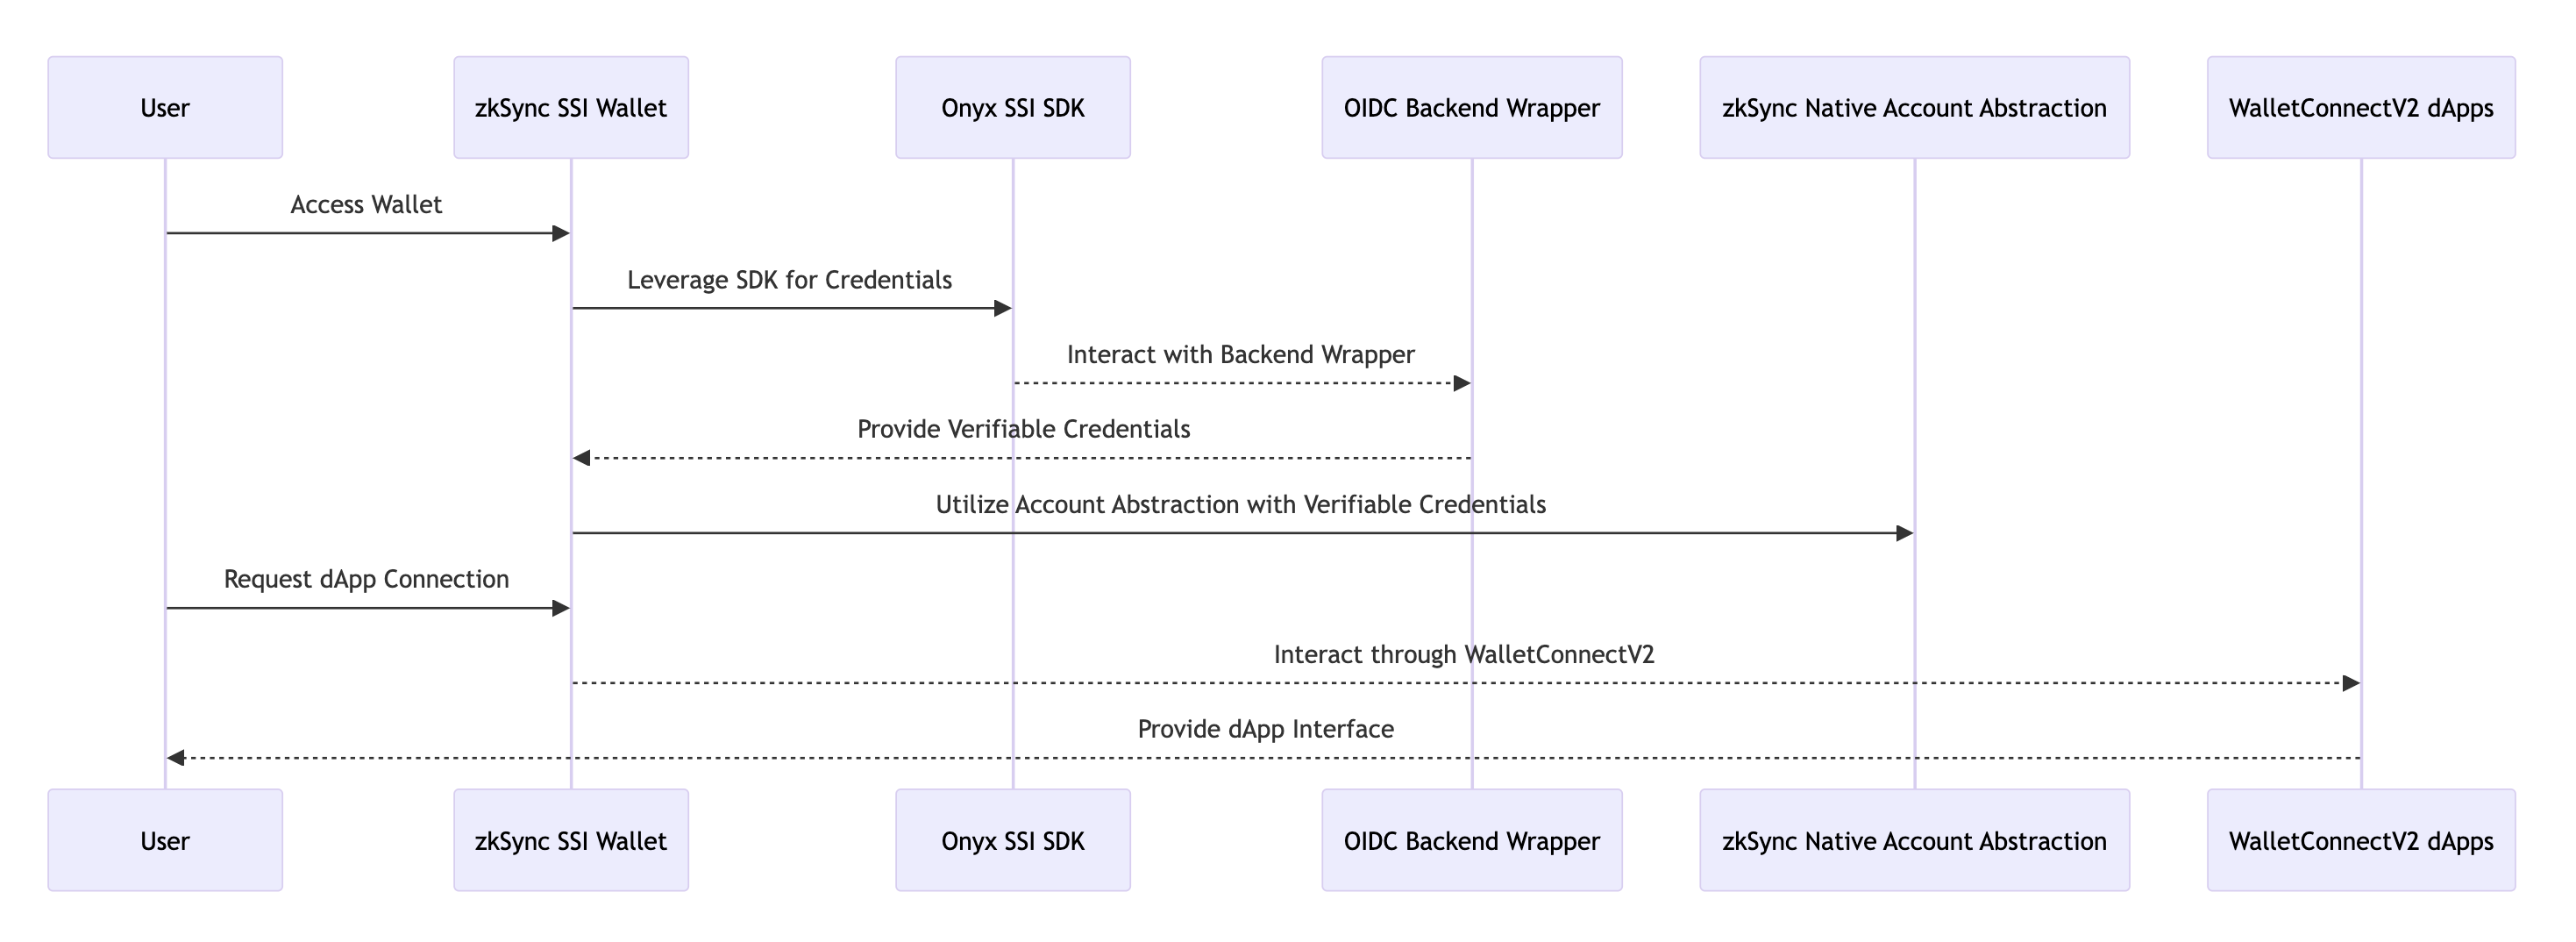 User
zkSync SSI Wallet
Onyx SSI SDK
OIDC Backend Wrapper
zkSync Native Account Abstraction
WalletConnectV2 dApps
Access Wallet
Leverage SDK for Credentials
Interact with Backend Wrapper
Provide Verifiable Credentials
Utilize Account Abstraction with Verifiable Credentials
Request dApp Connection
Interact through WalletConnectV2
Provide dApp Interface
User
zkSync SSI Wallet
Onyx SSI SDK
OIDC Backend Wrapper
zkSync Native Account Abstraction
WalletConnectV2 dApps